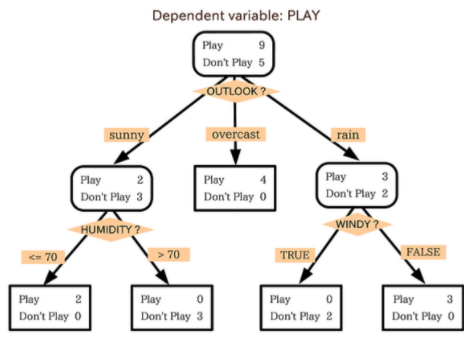 Dependent variable: PLAY
Play 9
Don't Play 5
OUTLOOK ?
sunny
overcast
rain
Play 2
Don't Play 3
Play 4
Don't Play 0
Play 3
Don't Play 2
HUMIDITY ?
WINDY ?
<= 70
> 70
TRUE
FALSE
Play 2
Don't Play 0
Play 0
Don't Play 3
Play 0
Don't Play 2
Play 3
Don't Play 0